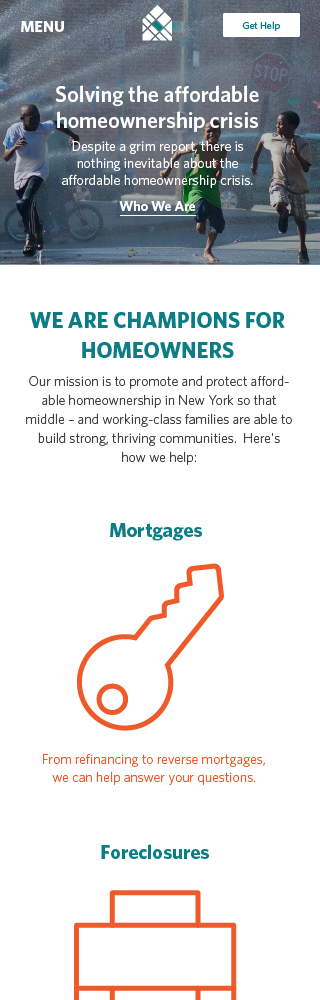 MENU
Get Help
STOP
Solving the affordable
homeownership crisis
Despite a grim report, there is
nothing inevitable about the
affordable homeownership crisis.
Who We Are
WE ARE CHAMPIONS FOR
HOMEOWNERS
Our mission is to promote and protect afford-
able homeownership in New York so that
middle – and working-class families are able to
build strong, thriving communities.  Here's
how we help:
Mortgages
From refinancing to reverse mortgages,
we can help answer your questions.
Foreclosures